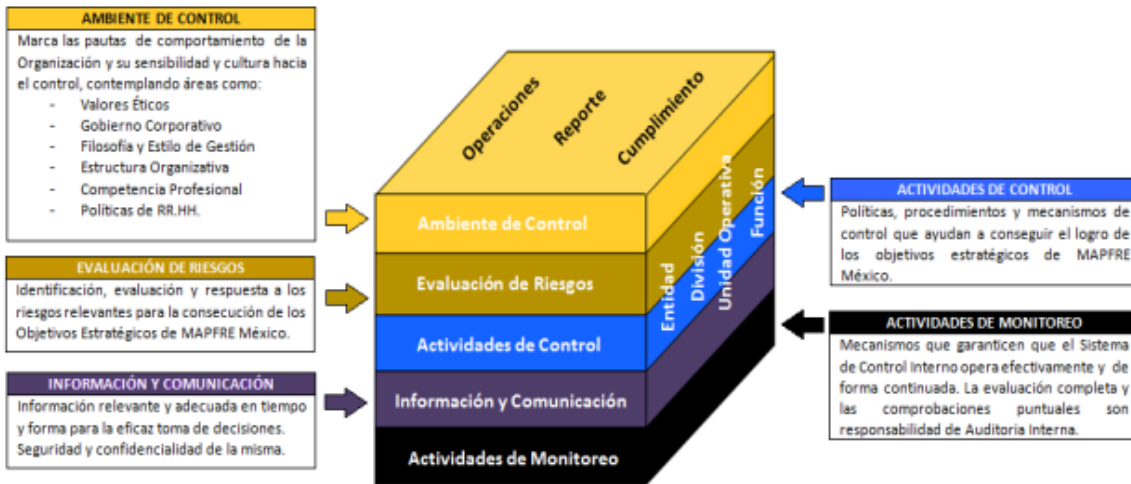 AMBIENTE DE CONTROL
Marca las pautas de comportamiento de la
Organización y su sensibilidad y cultura hacia
el control, contemplando áreas como:
- Valores Éticos
- Gobierno Corporativo
- Filosofía y Estilo de Gestión
- Estructura Organizativa
- Competencia Profesional
- Políticas de RR.HH.
EVALUACIÓN DE RIESGOS
Identificación, evaluación y respuesta a los
riesgos relevantes para la consecución de los
Objetivos Estratégicos de MAPFRE México.
INFORMACIÓN Y COMUNICACIÓN
Información relevante y adecuada en tiempo
y forma para la eficaz toma de decisiones.
Seguridad y confidencialidad de la misma.
Operaciones
Reporte
Cumplimiento
Ambiente de Control
Evaluación de Riesgos
Actividades de Control
Información y Comunicación
Actividades de Monitoreo
Entidad
División
Unidad Operativa
Función
ACTIVIDADES DE CONTROL
Políticas, procedimientos y mecanismos de
control que ayudan a conseguir el logro de
los objetivos estratégicos de MAPFRE
México.
ACTIVIDADES DE MONITOREO
Mecanismos que garanticen que el Sistema
de Control Interno opera efectivamente y de
forma continuada. La evaluación completa y
las comprobaciones puntuales son
responsabilidad de Auditoria Interna.